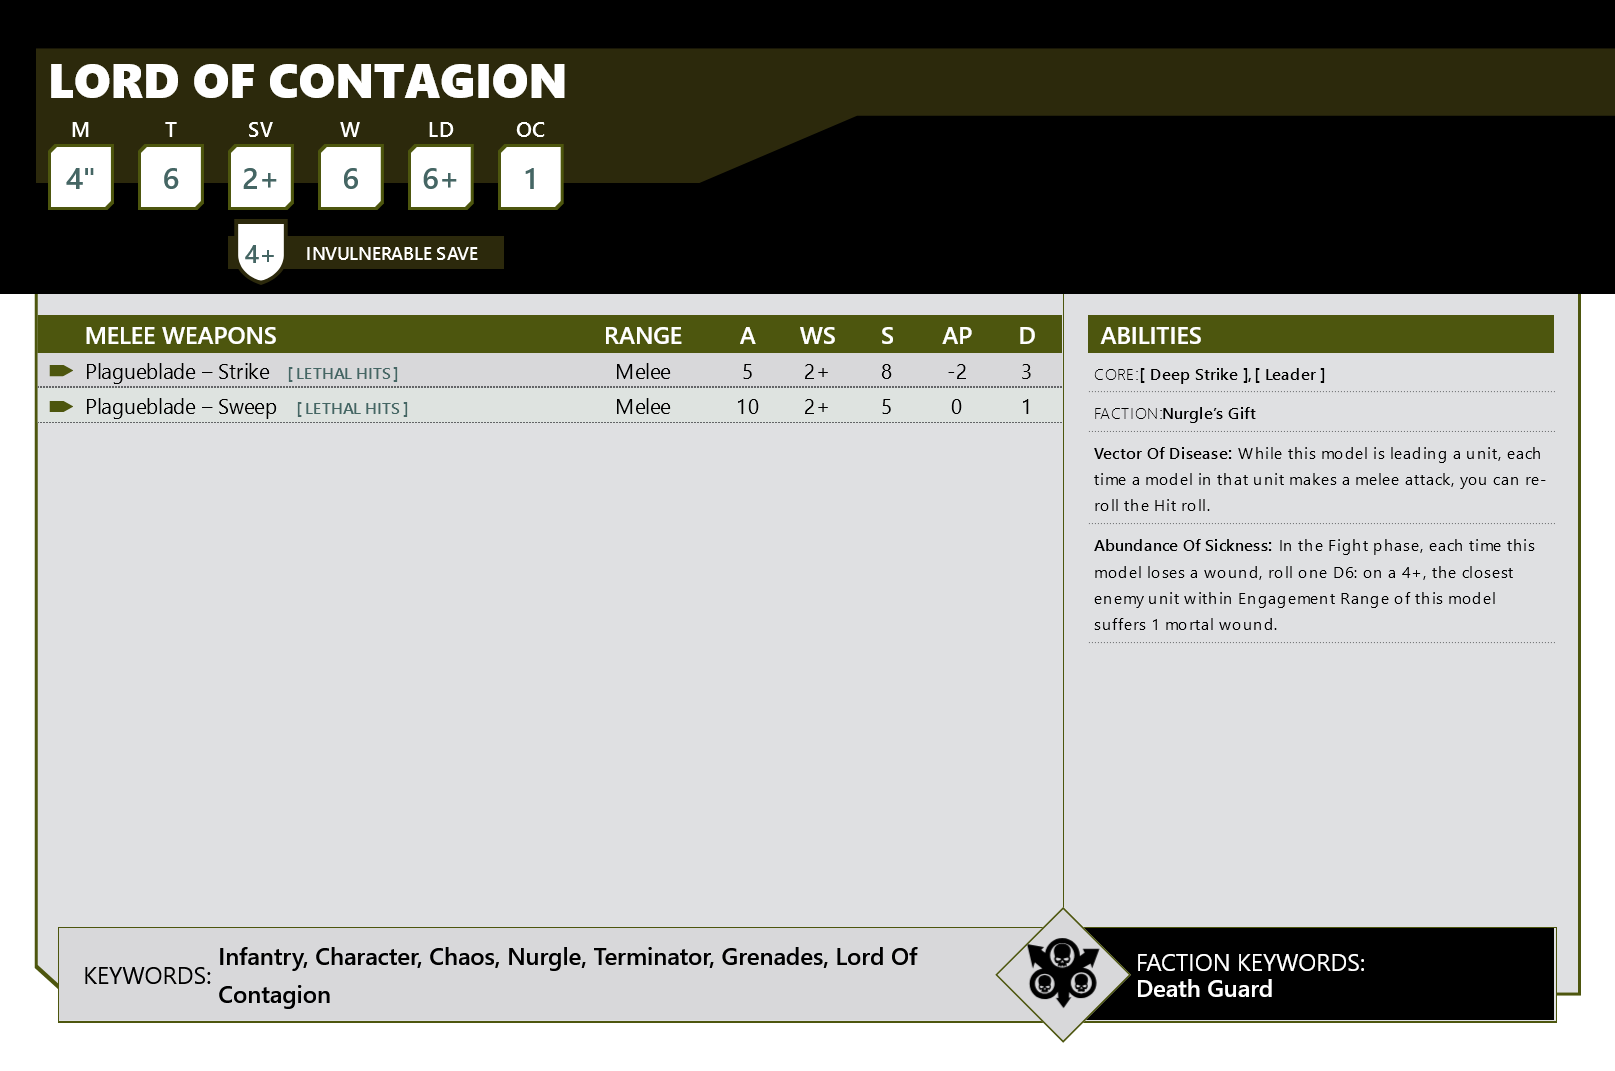 LORD OF CONTAGION
M T SV W LD OC
4" 6 2+ 6 6+ 1
4+ INVULNERABLE SAVE
MELEE WEAPONS RANGE A WS S AP D
Plagueblade – Strike [ LETHAL HITS ] Melee 5 2+ 8 -2 3
Plagueblade – Sweep [ LETHAL HITS ] Melee 10 2+ 5 0 1
ABILITIES
CORE:[ Deep Strike ], [ Leader ]
FACTION:Nurgle’s Gift
Vector Of Disease: While this model is leading a unit, each
time a model in that unit makes a melee attack, you can re-
roll the Hit roll.
Abundance Of Sickness: In the Fight phase, each time this
model loses a wound, roll one D6: on a 4+, the closest
enemy unit within Engagement Range of this model
suffers 1 mortal wound.
KEYWORDS: Infantry, Character, Chaos, Nurgle, Terminator, Grenades, Lord Of
Contagion
FACTION KEYWORDS:
Death Guard